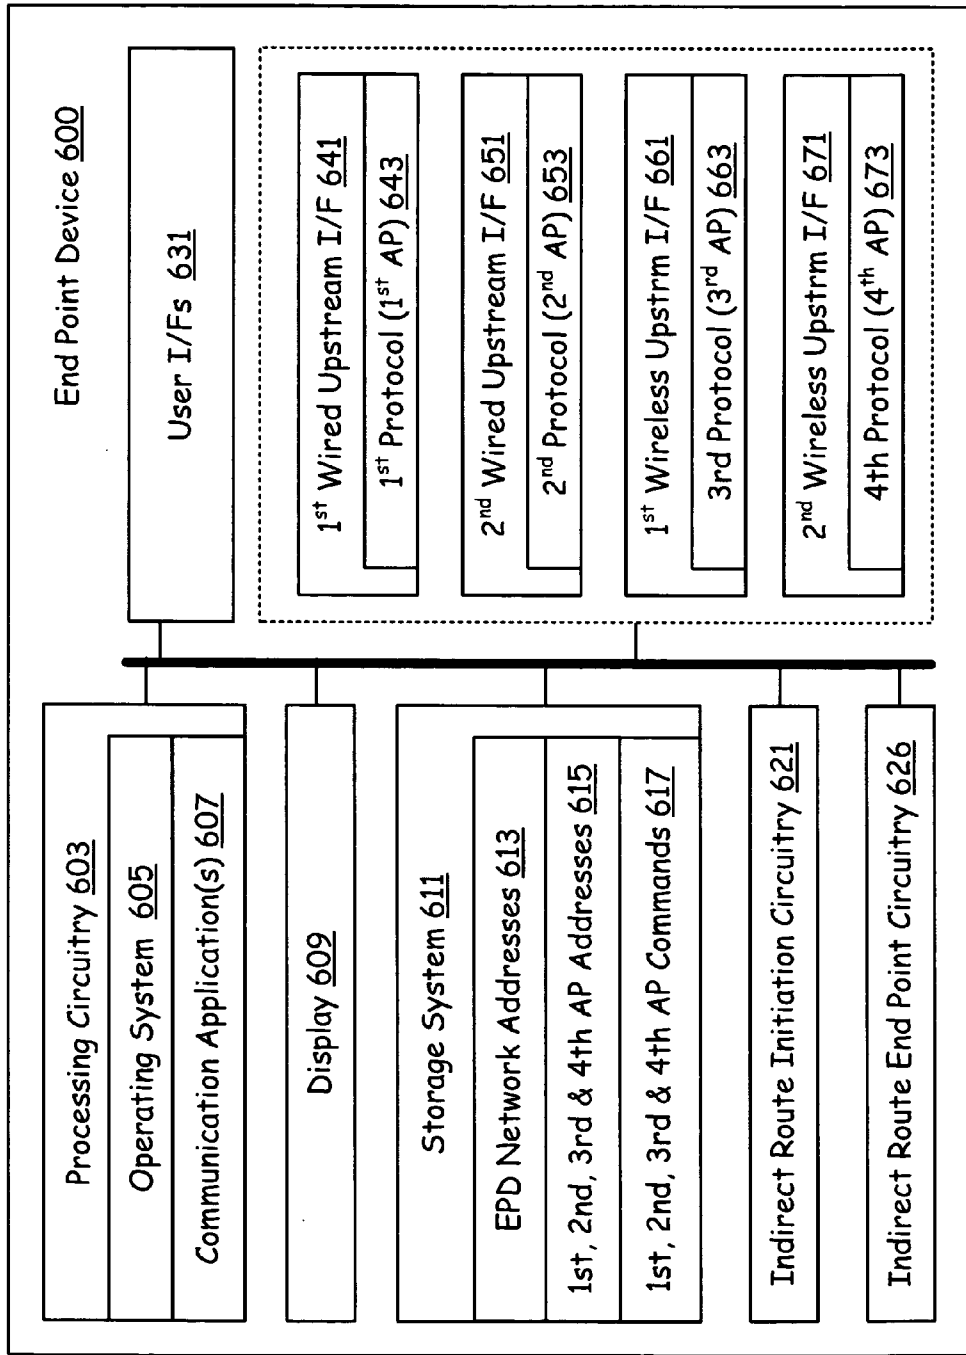 End Point Device 600
Processing Circuitry 603
Operating System 605
Communication Application(s) 607
Display 609
Storage System 611
EPD Network Addresses 613
1st, 2nd, 3rd & 4th AP Addresses 615
1st, 2nd, 3rd & 4th AP Commands 617
Indirect Route Initiation Circuitry 621
Indirect Route End Point Circuitry 626
User I/Fs 631
1st Wired Upstream I/F 641
1st Protocol (1st AP) 643
2nd Wired Upstream I/F 651
2nd Protocol (2nd AP) 653
1st Wireless Upstrm I/F 661
3rd Protocol (3rd AP) 663
2nd Wireless Upstrm I/F 671
4th Protocol (4th AP) 673